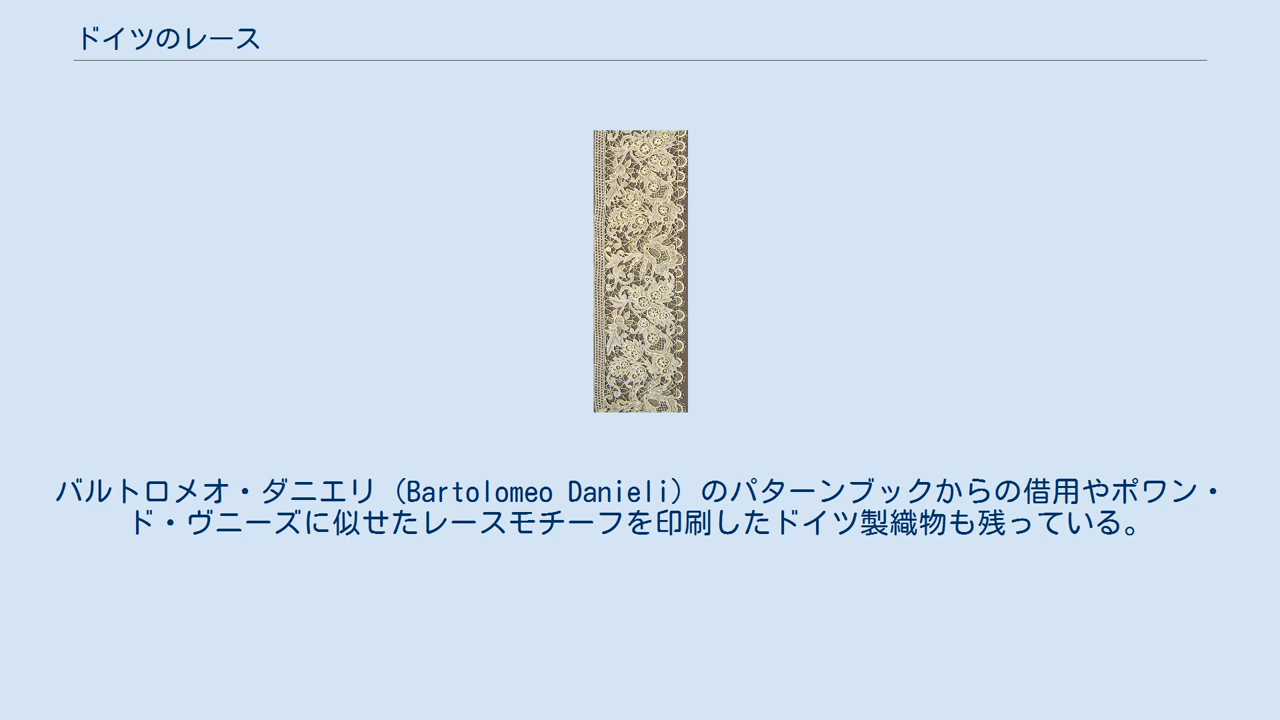 ドイツのレース
バルトロメオ・ダニエリ（Bartolomeo Danieli）のパターンブックからの借用やポワン・
ド・ヴニーズに似せたレースモチーフを印刷したドイツ製織物も残っている。